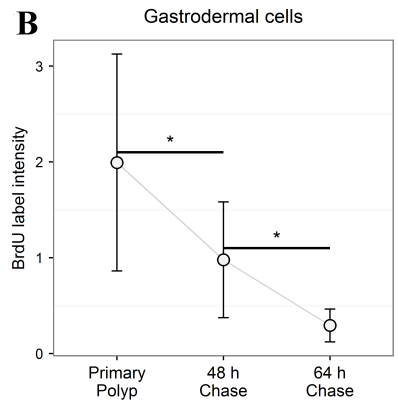 B
Gastrodermal cells
BrdU label intensity
3
2
1
0
*
*
Primary
Polyp
48 h
Chase
64 h
Chase